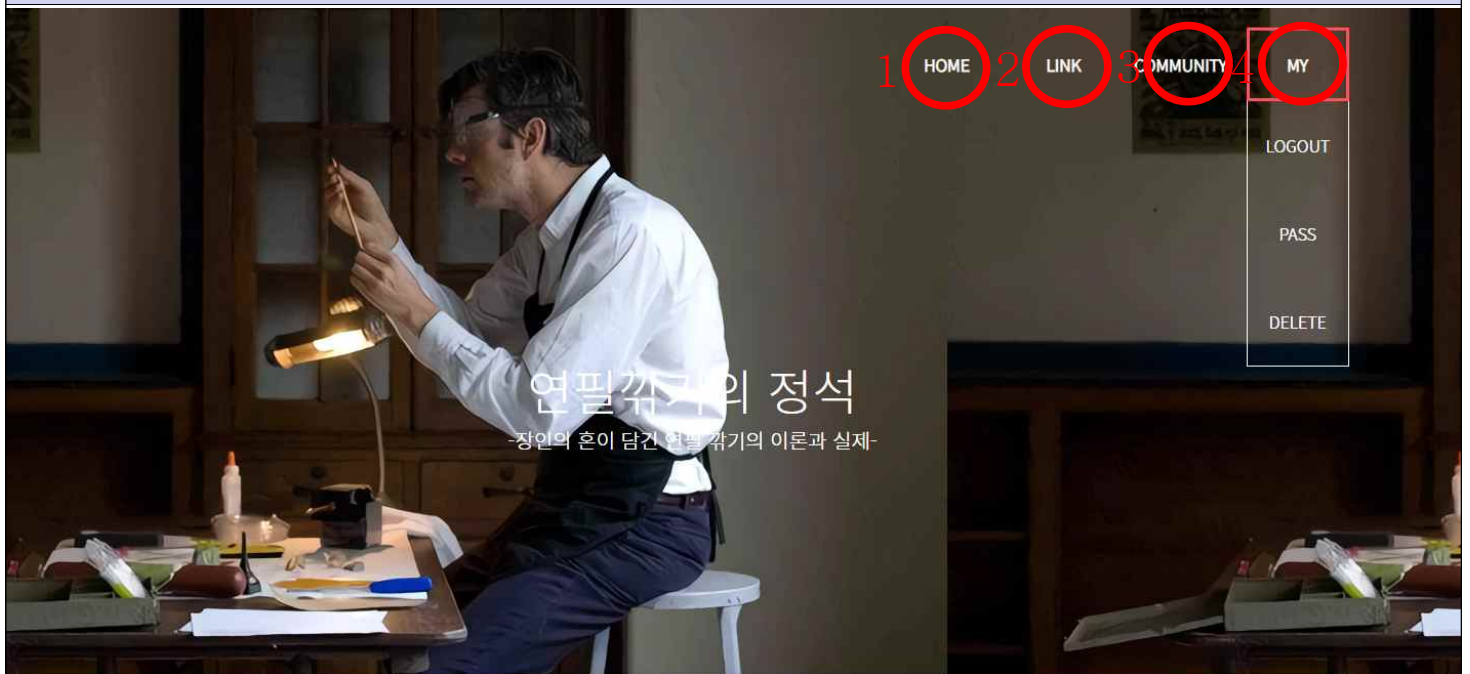 1 HOME 2 LINK 3 COMMUNITY 4 MY
LOGOUT
PASS
DELETE
연필깎기의 정석
-장인의 혼이 담긴 연필 깎기의 이론과 실제-